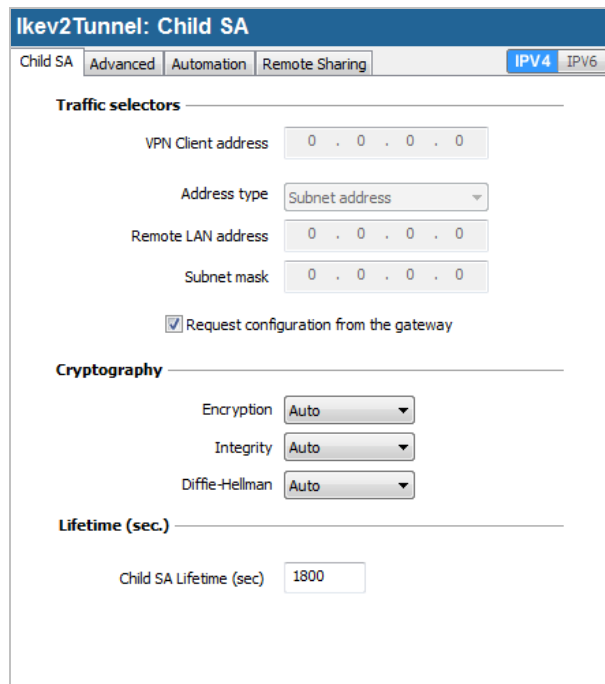 Ikev2Tunnel: Child SA
Child SA Advanced Automation Remote Sharing IPV4 IPV6
Traffic selectors
VPN Client address 0 . 0 . 0 . 0
Address type Subnet address
Remote LAN address 0 . 0 . 0 . 0
Subnet mask 0 . 0 . 0 . 0
Request configuration from the gateway
Cryptography
Encryption Auto
Integrity Auto
Diffie-Hellman Auto
Lifetime (sec.)
Child SA Lifetime (sec) 1800